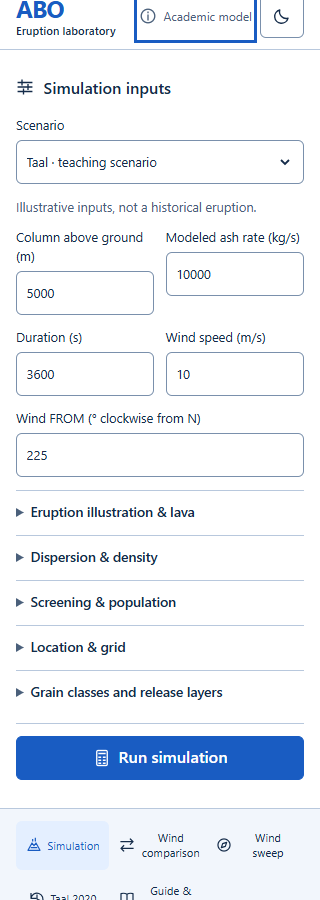 ABO
Eruption laboratory
Academic model
Simulation inputs
Scenario
Taal · teaching scenario
Illustrative inputs, not a historical eruption.
Column above ground
(m)
Modeled ash rate (kg/s)
5000
10000
Duration (s)
Wind speed (m/s)
3600
10
Wind FROM (° clockwise from N)
225
Eruption illustration & lava
Dispersion & density
Screening & population
Location & grid
Grain classes and release layers
Run simulation
Simulation
Wind
comparison
Wind
sweep
Taal 2020
Guide &